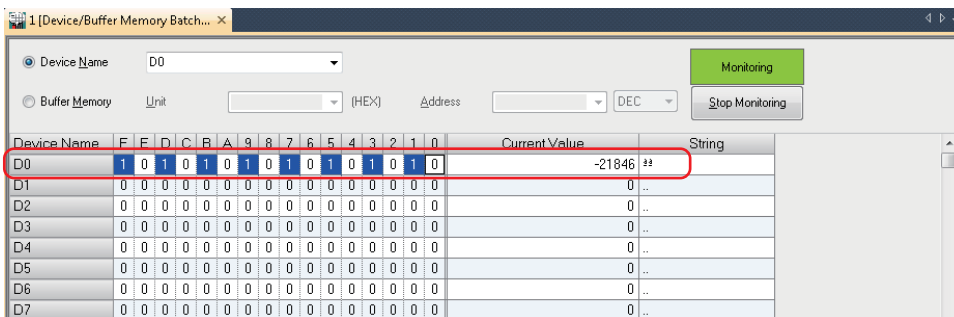 1 [Device/Buffer Memory Batch...
Device Name D0
Monitoring
Buffer Memory Unit (HEX) Address DEC Stop Monitoring
Device Name F E D C B A 9 8 7 6 5 4 3 2 1 0 Current Value String
D0 1 0 1 0 1 0 1 0 1 0 1 0 1 0 1 0 -21846 ªª
D1 0 0 0 0 0 0 0 0 0 0 0 0 0 0 0 0 0 ..
D2 0 0 0 0 0 0 0 0 0 0 0 0 0 0 0 0 0 ..
D3 0 0 0 0 0 0 0 0 0 0 0 0 0 0 0 0 0 ..
D4 0 0 0 0 0 0 0 0 0 0 0 0 0 0 0 0 0 ..
D5 0 0 0 0 0 0 0 0 0 0 0 0 0 0 0 0 0 ..
D6 0 0 0 0 0 0 0 0 0 0 0 0 0 0 0 0 0 ..
D7 0 0 0 0 0 0 0 0 0 0 0 0 0 0 0 0 0 ..